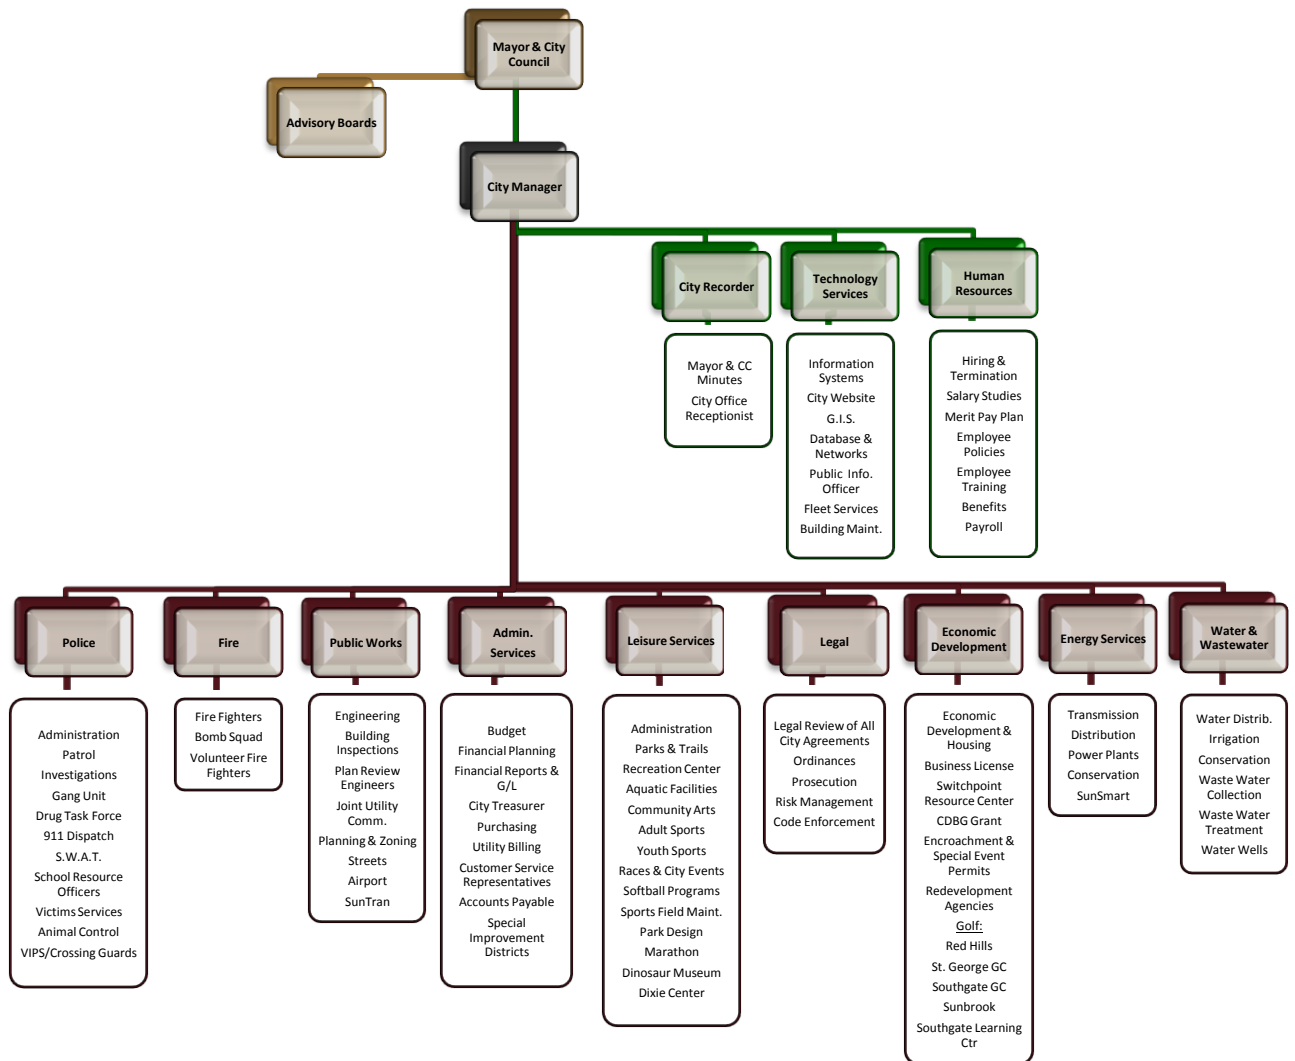 Mayor & City
Council
Advisory Boards
City Manager
City Recorder
Technology
Services
Human
Resources
Mayor & CC
Minutes
City Office
Receptionist
Information
Systems
City Website
G.I.S.
Database &
Networks
Public Info.
Officer
Fleet Services
Building Maint.
Hiring &
Termination
Salary Studies
Merit Pay Plan
Employee
Policies
Employee
Training
Benefits
Payroll
Police
Fire
Public Works
Admin.
Services
Leisure Services
Legal
Economic
Development
Energy Services
Water &
Wastewater
Administration
Patrol
Investigations
Gang Unit
Drug Task Force
911 Dispatch
S.W.A.T.
School Resource
Officers
Victims Services
Animal Control
VIPS/Crossing Guards
Fire Fighters
Bomb Squad
Volunteer Fire
Fighters
Engineering
Building
Inspections
Plan Review
Engineers
Joint Utility
Comm.
Planning & Zoning
Streets
Airport
SunTran
Budget
Financial Planning
Financial Reports &
G/L
City Treasurer
Purchasing
Utility Billing
Customer Service
Representatives
Accounts Payable
Special
Improvement
Districts
Administration
Parks & Trails
Recreation Center
Aquatic Facilities
Community Arts
Adult Sports
Youth Sports
Races & City Events
Softball Programs
Sports Field Maint.
Park Design
Marathon
Dinosaur Museum
Dixie Center
Legal Review of All
City Agreements
Ordinances
Prosecution
Risk Management
Code Enforcement
Economic
Development & Housing
Business License
Switchpoint
Resource Center
CDBG Grant
Encroachment &
Special Event
Permits
Redevelopment
Agencies
Golf:
Red Hills
St. George GC
Southgate GC
Sunbrook
Southgate Learning
Ctr
Transmission
Distribution
Power Plants
Conservation
SunSmart
Water Distrib.
Irrigation
Conservation
Waste Water
Collection
Waste Water
Treatment
Water Wells